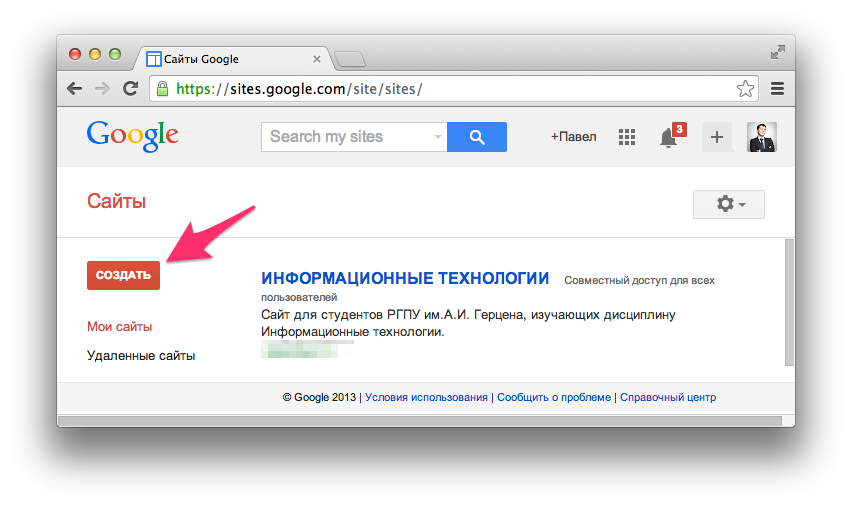 Сайты Google
https://sites.google.com/site/sites/
Google
Search my sites
+Павел
3
Сайты
СОЗДАТЬ
ИНФОРМАЦИОННЫЕ ТЕХНОЛОГИИ Совместный доступ для всех
пользователей
Сайт для студентов РГПУ им.А.И. Герцена, изучающих дисциплину
Информационные технологии.
Мои сайты
Удаленные сайты
© Google 2013 | Условия использования | Сообщить о проблеме | Справочный центр